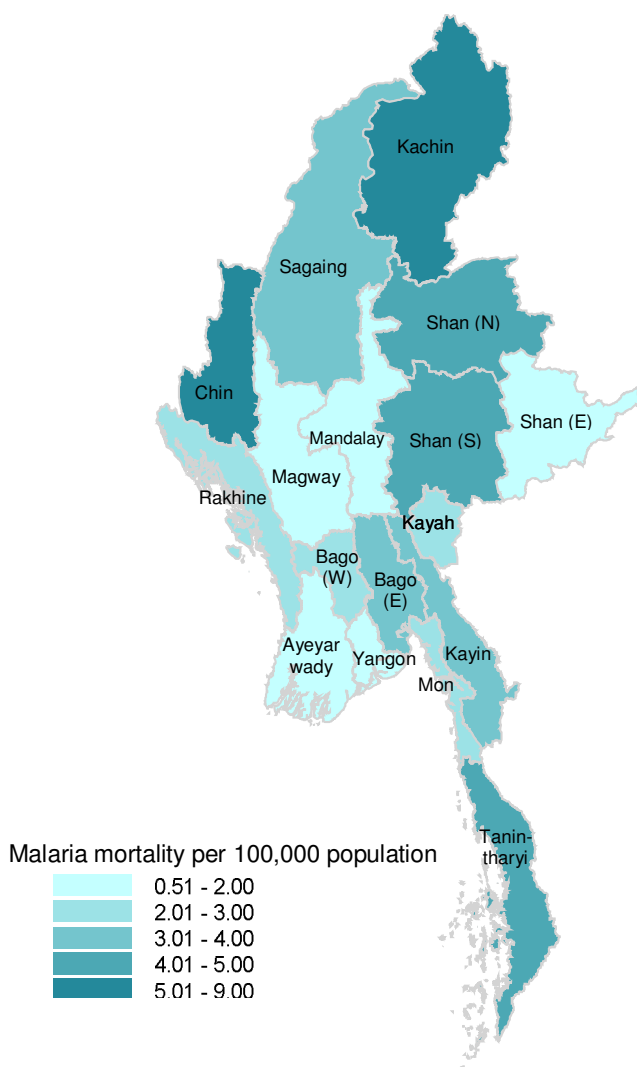 Kachin
Sagaing
Shan (N)
Chin
Shan (E)
Mandalay
Shan (S)
Magway
Rakhine
Kayah
Bago
(W)
Bago
(E)
Ayeyar
wady
Yangon
Kayin
Mon
Tanin-
tharyi
Malaria mortality per 100,000 population
0.51 - 2.00
2.01 - 3.00
3.01 - 4.00
4.01 - 5.00
5.01 - 9.00